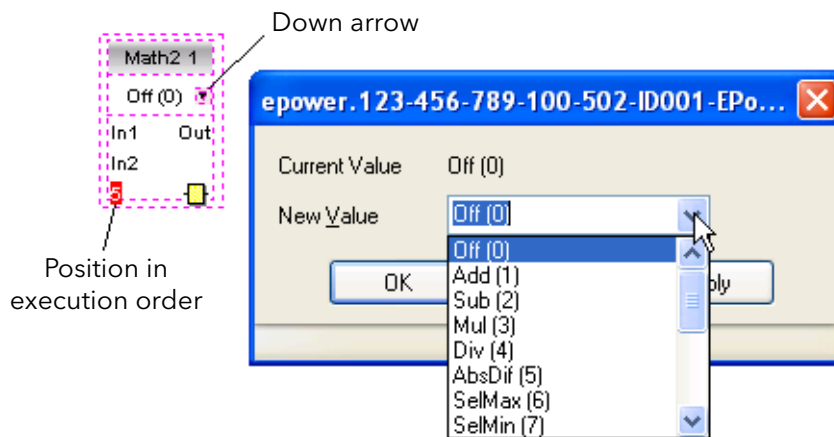 Down arrow
Math2 1
Off (0)
In1 Out
In2
5
Position in
execution order
epower.123-456-789-100-502-ID001-EPo...
Current Value Off (0)
New Value Off (0)
Off (0)
Add (1)
Sub (2)
Mul (3)
Div (4)
AbsDif (5)
SelMax (6)
SelMin (7)
OK